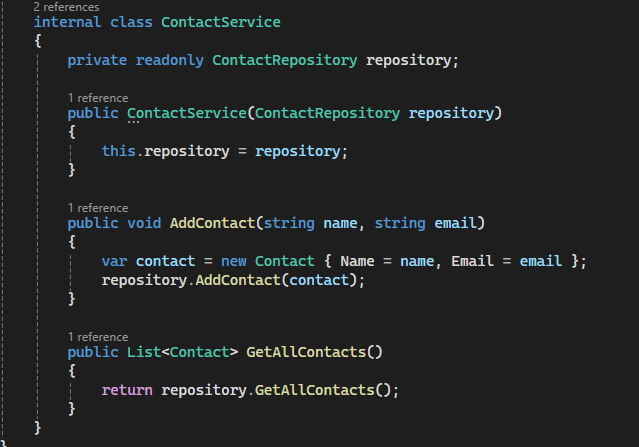 2 references
internal class ContactService
{
private readonly ContactRepository repository;
1 reference
public ContactService(ContactRepository repository)
{
this.repository = repository;
}
1 reference
public void AddContact(string name, string email)
{
var contact = new Contact { Name = name, Email = email };
repository.AddContact(contact);
}
1 reference
public List<Contact> GetAllContacts()
{
return repository.GetAllContacts();
}
}
}